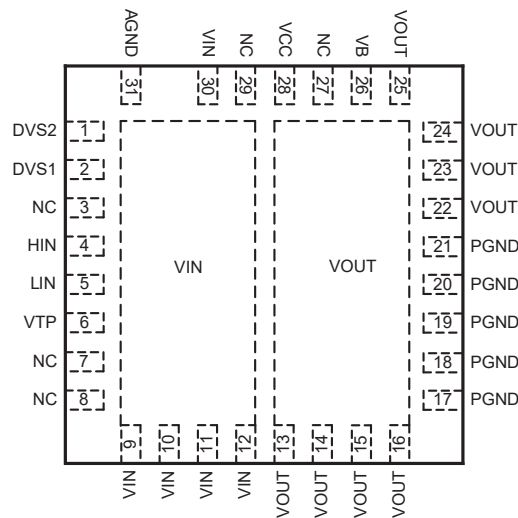 AGND VIN NC VCC NC VB VOUT
31 30 29 28 27 26 25
DVS2 1 24 VOUT
DVS1 2 23 VOUT
NC 3 22 VOUT
HIN 4 21 PGND
LIN 5 20 PGND
VTP 6 19 PGND
NC 7 18 PGND
NC 8 17 PGND
VIN VOUT
9 10 11 12 13 14 15 16
VIN VIN VIN VIN VOUT VOUT VOUT VOUT